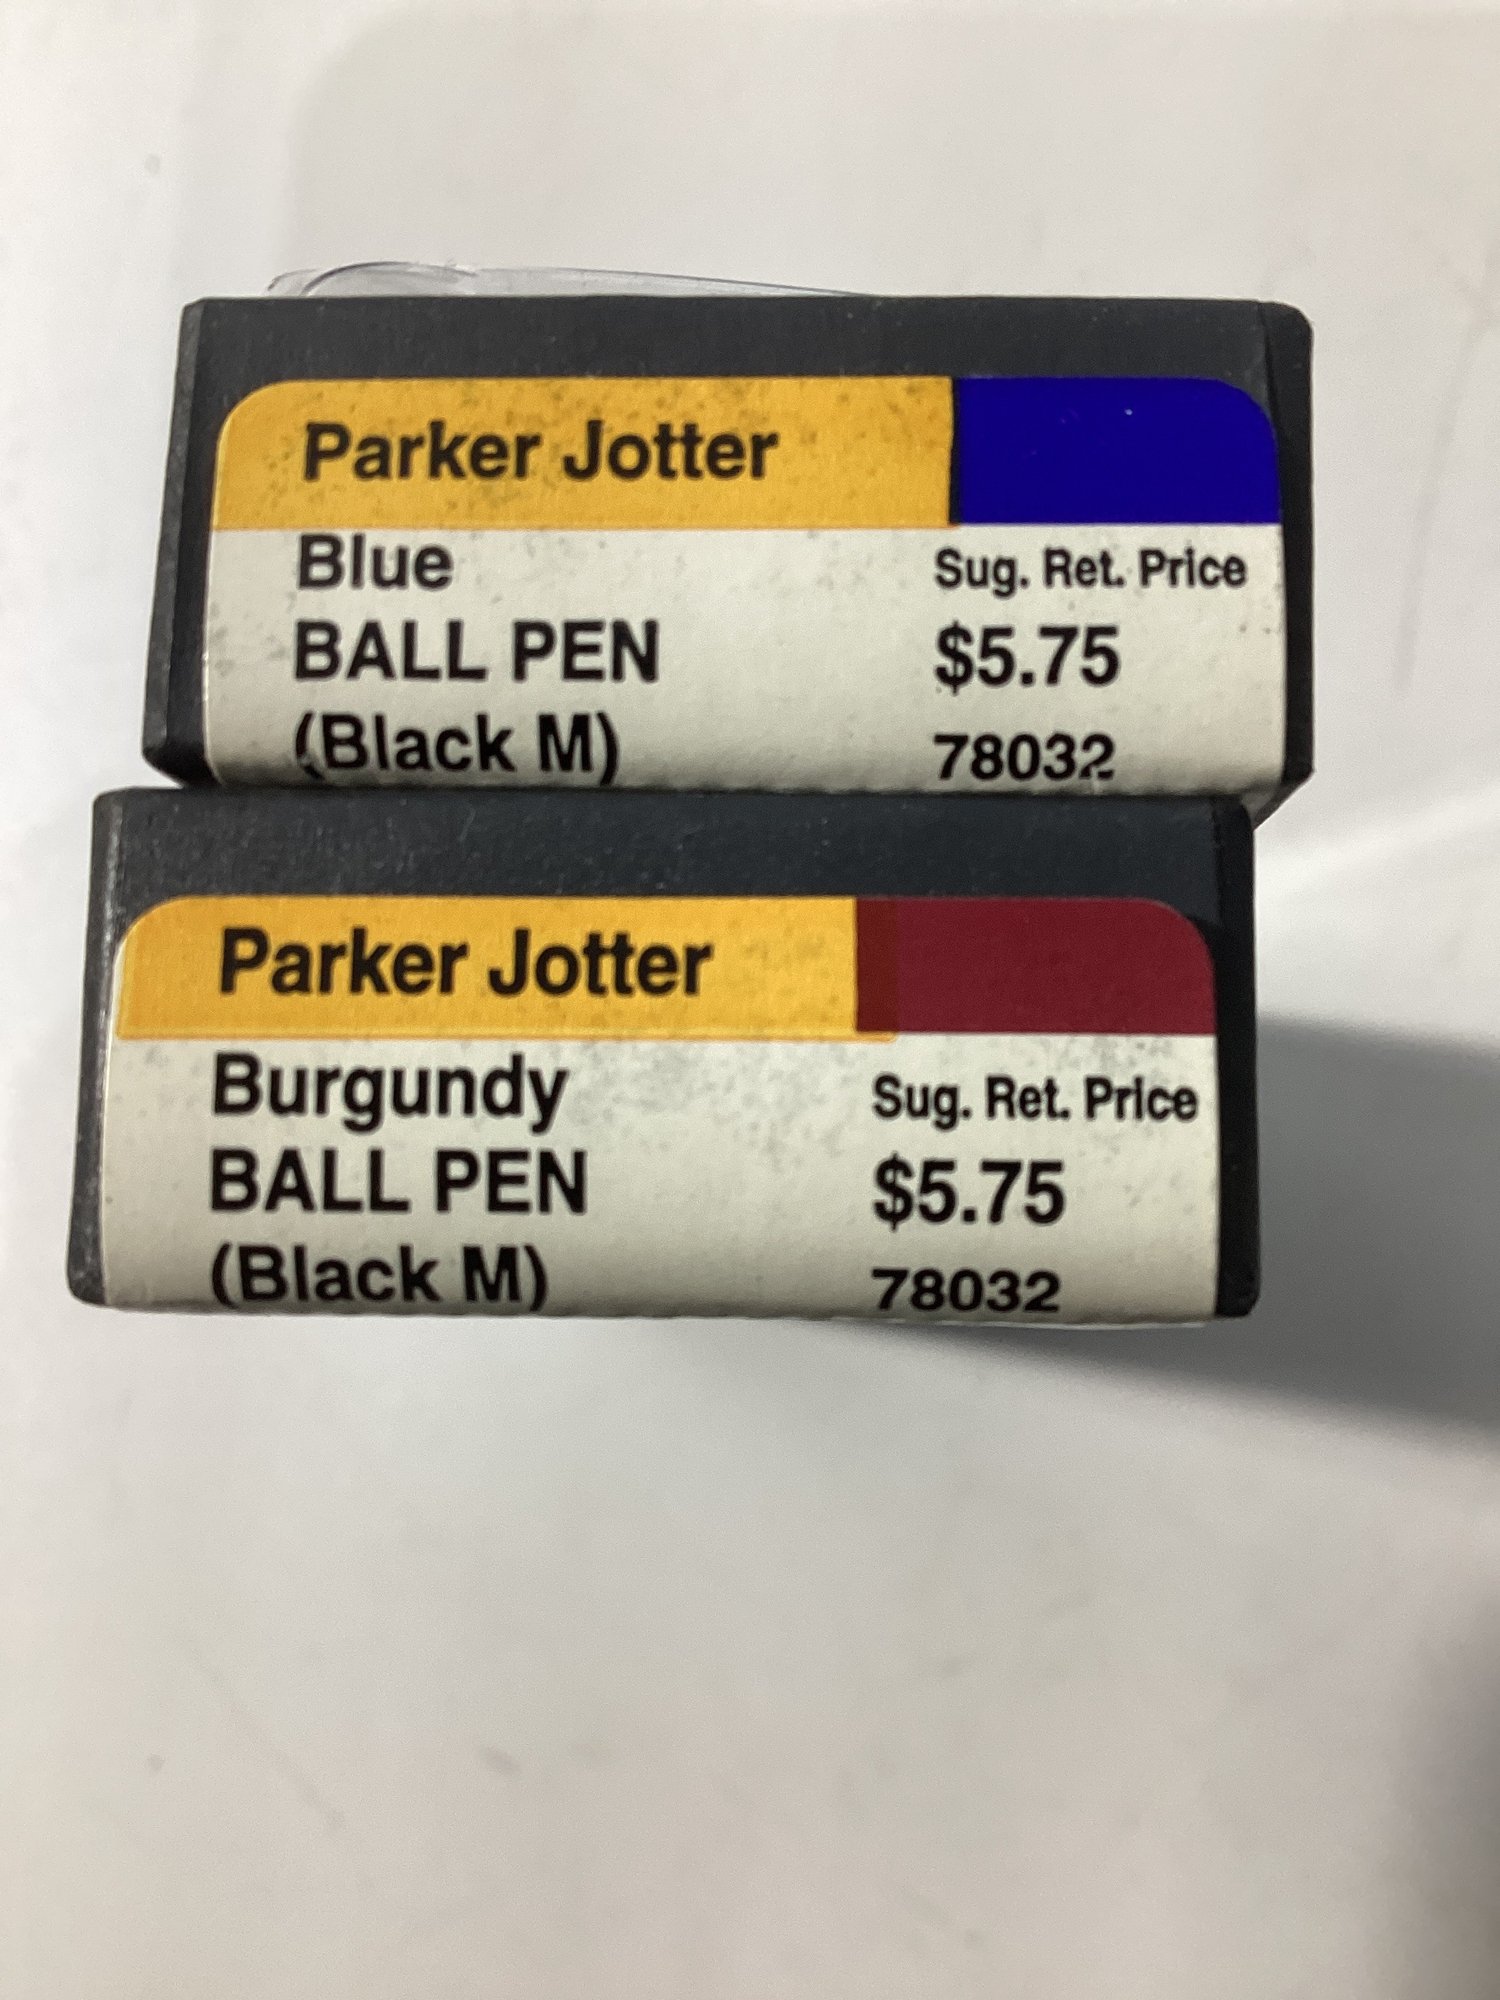 Parker Jotter
Blue
Sug. Ret. Price
BALL PEN
$5.75
(Black M)
78032
Parker Jotter
Burgundy
Sug. Ret. Price
BALL PEN
$5.75
(Black M)
78032